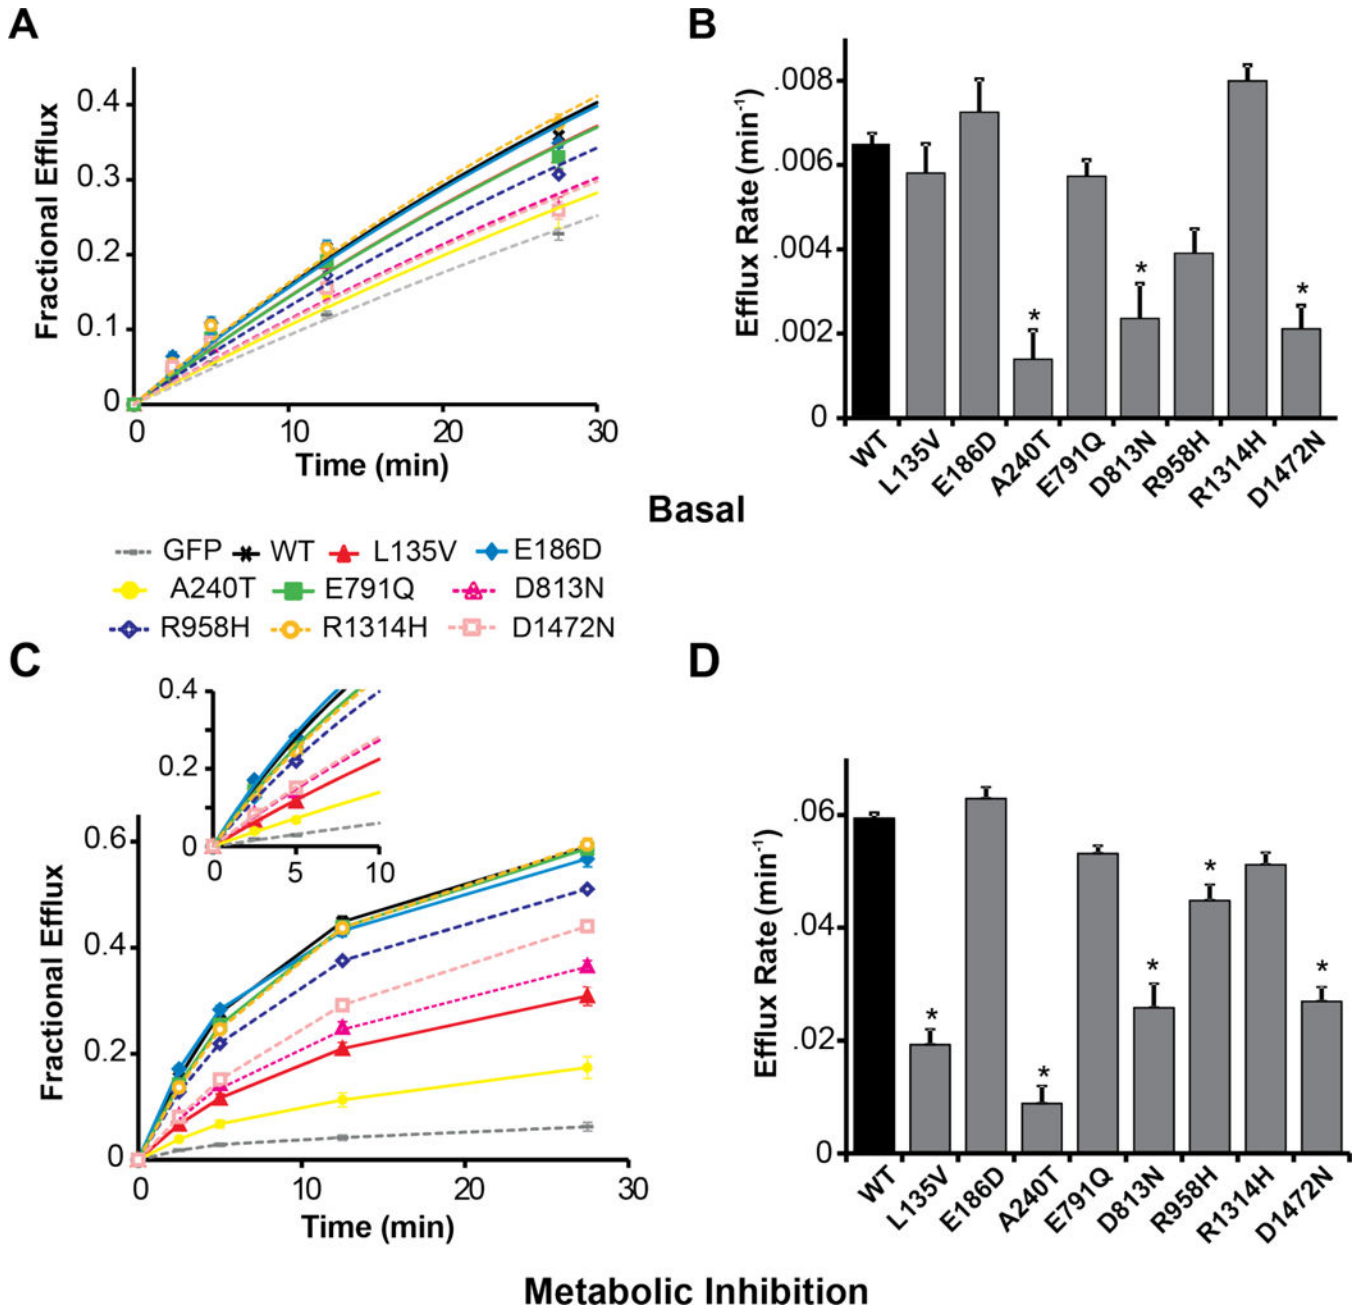 A
Fractional Efflux
0.4
0.3
0.2
0.1
0
0 10 20 30
Time (min)
B
Efflux Rate (min-1)
.008
.006
.004
.002
0
WT L135V E186D A240T E791Q D813N R958H R1314H D1472N
* * *
Basal
GFP WT L135V E186D
A240T E791Q D813N
R958H R1314H D1472N
C
0.4
0.2
0
0 5 10
Fractional Efflux
0.6
0.4
0.2
0
0 10 20 30
Time (min)
D
Efflux Rate (min-1)
.06
.04
.02
0
* * * * *
WT L135V E186D A240T E791Q D813N R958H R1314H D1472N
Metabolic Inhibition